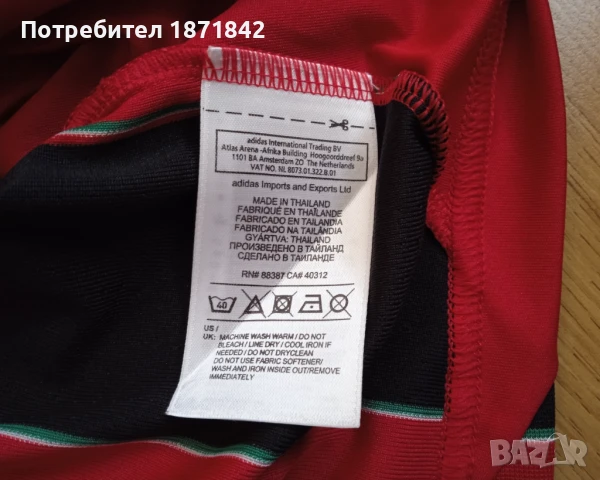 Потребител 1871842
adidas International Trading BV
Atlas Arena -Afrika Building Hoogoorddreef 9a
1101 BA Amsterdam ZO The Netherlands
VAT NO. NL 8073.01.322.B.01
adidas Imports and Exports Ltd
MADE IN THAILAND
FABRIQUÉ EN THAÏLANDE
FABRICADO EN TAILANDIA
FABRICADO NA TAILÂNDIA
GYÁRTVA: THAILAND
ПРОИЗВЕДЕНО В ТАЙЛАНД
СДЕЛАНО В ТАИЛАНДЕ
RN# 88387 CA# 40312
40
US /
UK: MACHINE WASH WARM / DO NOT
BLEACH / LINE DRY / COOL IRON IF
NEEDED / DO NOT DRYCLEAN
DO NOT USE FABRIC SOFTENER/
WASH AND IRON INSIDE OUT/REMOVE
IMMEDIATELY
BAZAR